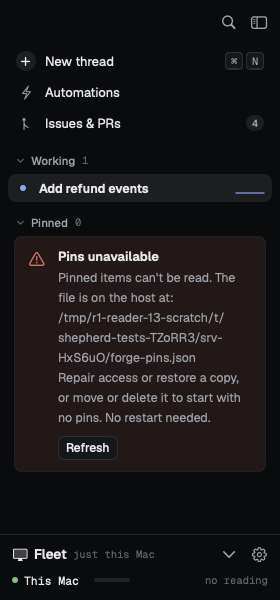 New thread ⌘ N
Automations
Issues & PRs 4
Working 1
Add refund events
Pinned 0
Pins unavailable
Pinned items can't be read. The
file is on the host at:
/tmp/r1-reader-13-scratch/t/
shepherd-tests-TZoRR3/srv-
HxS6uO/forge-pins.json
Repair access or restore a copy,
or move or delete it to start with
no pins. No restart needed.
Refresh
Fleet just this Mac
This Mac no reading